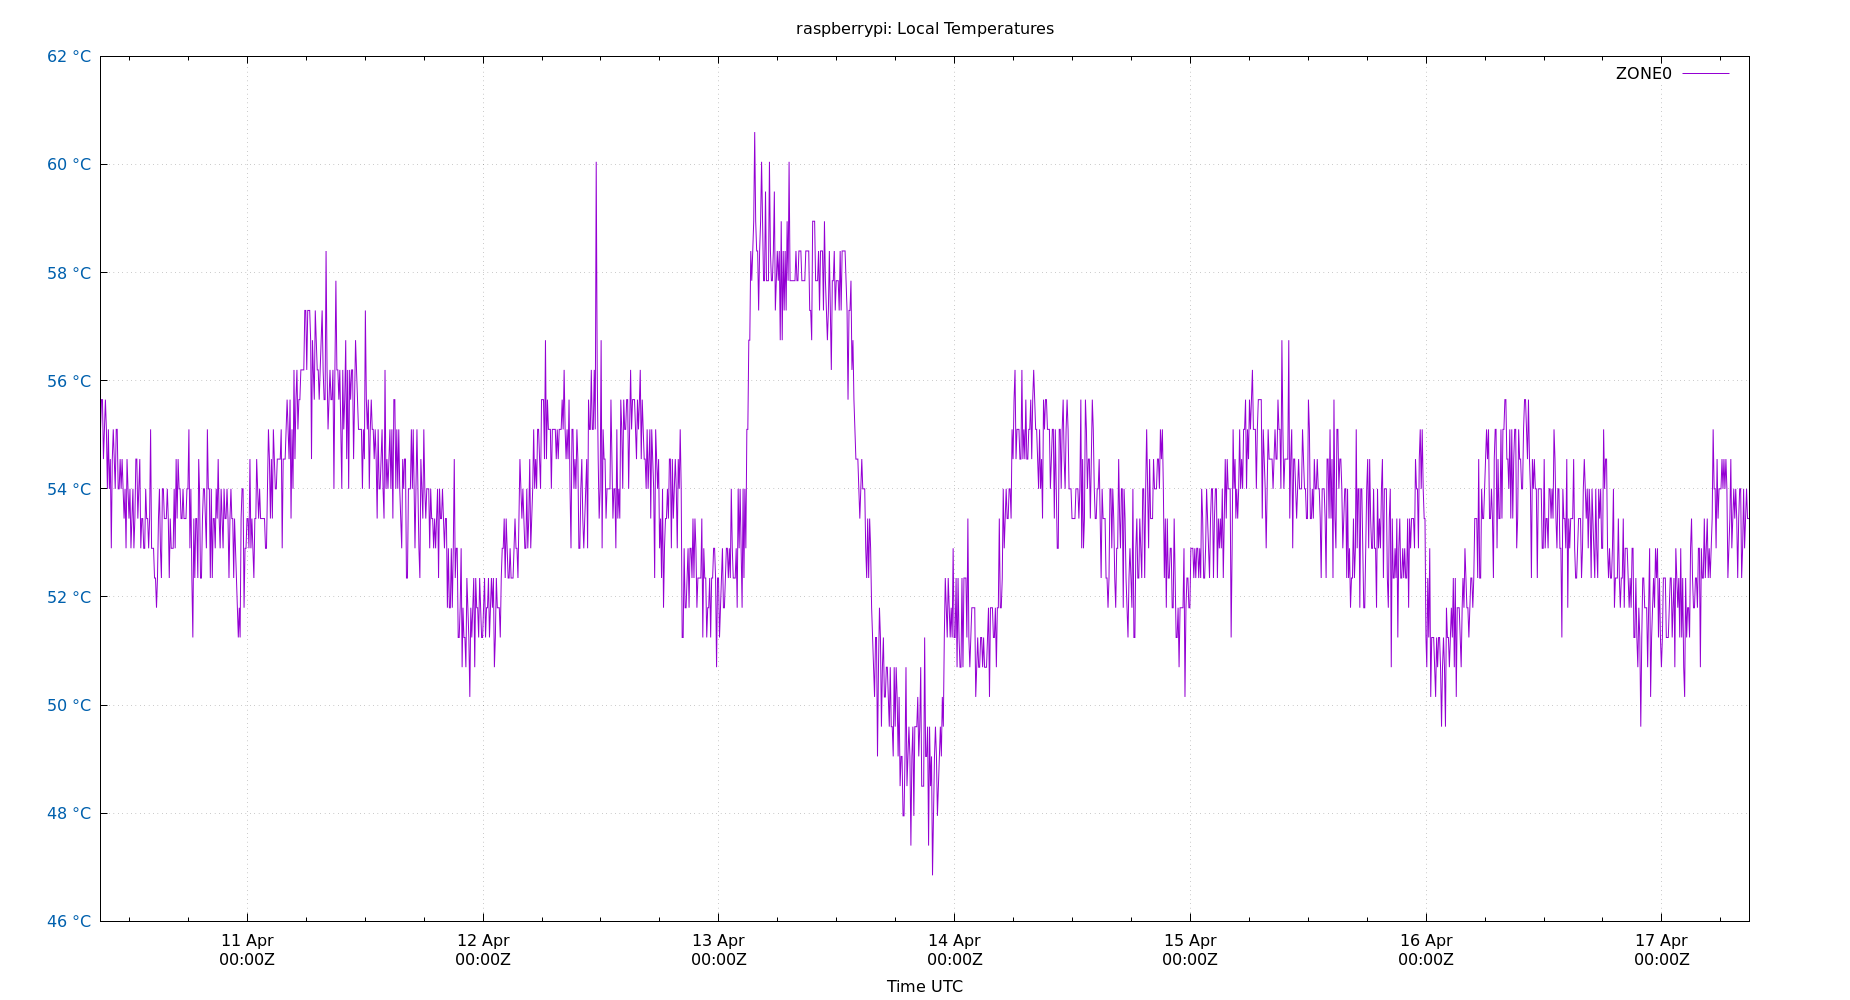 raspberrypi: Local Temperatures
ZONE0
62 °C
60 °C
58 °C
56 °C
54 °C
52 °C
50 °C
48 °C
46 °C
11 Apr 12 Apr 13 Apr 14 Apr 15 Apr 16 Apr 17 Apr
00:00Z 00:00Z 00:00Z 00:00Z 00:00Z 00:00Z 00:00Z
Time UTC